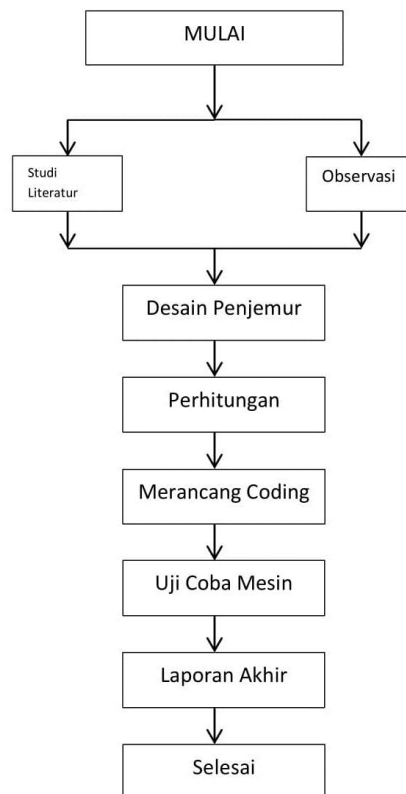 MULAI
Studi
Literatur
Observasi
Desain Penjemur
Perhitungan
Merancang Coding
Uji Coba Mesin
Laporan Akhir
Selesai